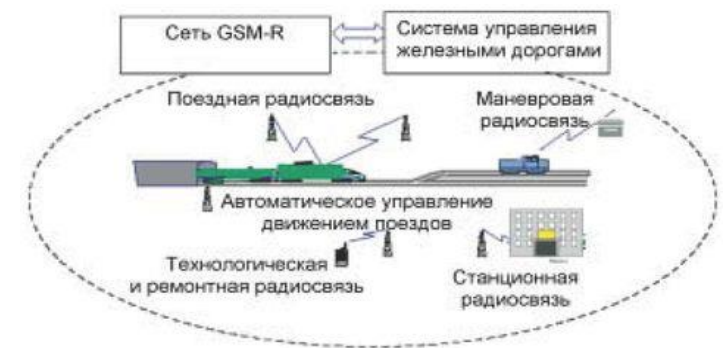 Сеть GSM-R
Система управления
железными дорогами
Поездная радиосвязь
Маневровая
радиосвязь
Автоматическое управление
движением поездов
Технологическая
и ремонтная радиосвязь
Станционная
радиосвязь